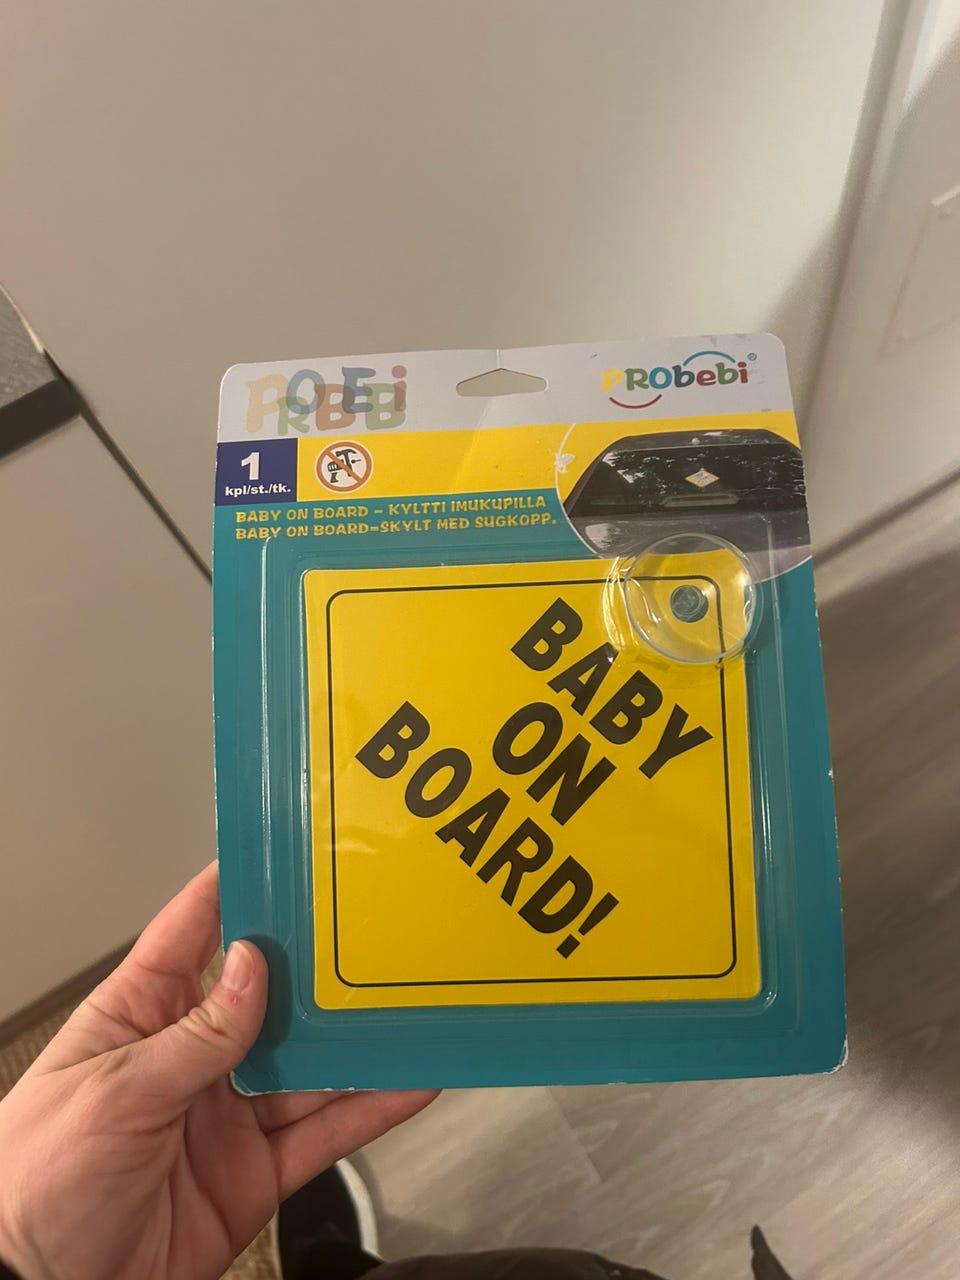 PROBEBi
PRObebi®
1
kpl/st./tk.
BABY ON BOARD - KYLTTI IMUKUPILLA
BABY ON BOARD-SKYLT MED SUGKOPP.
BABY
ON
BOARD!